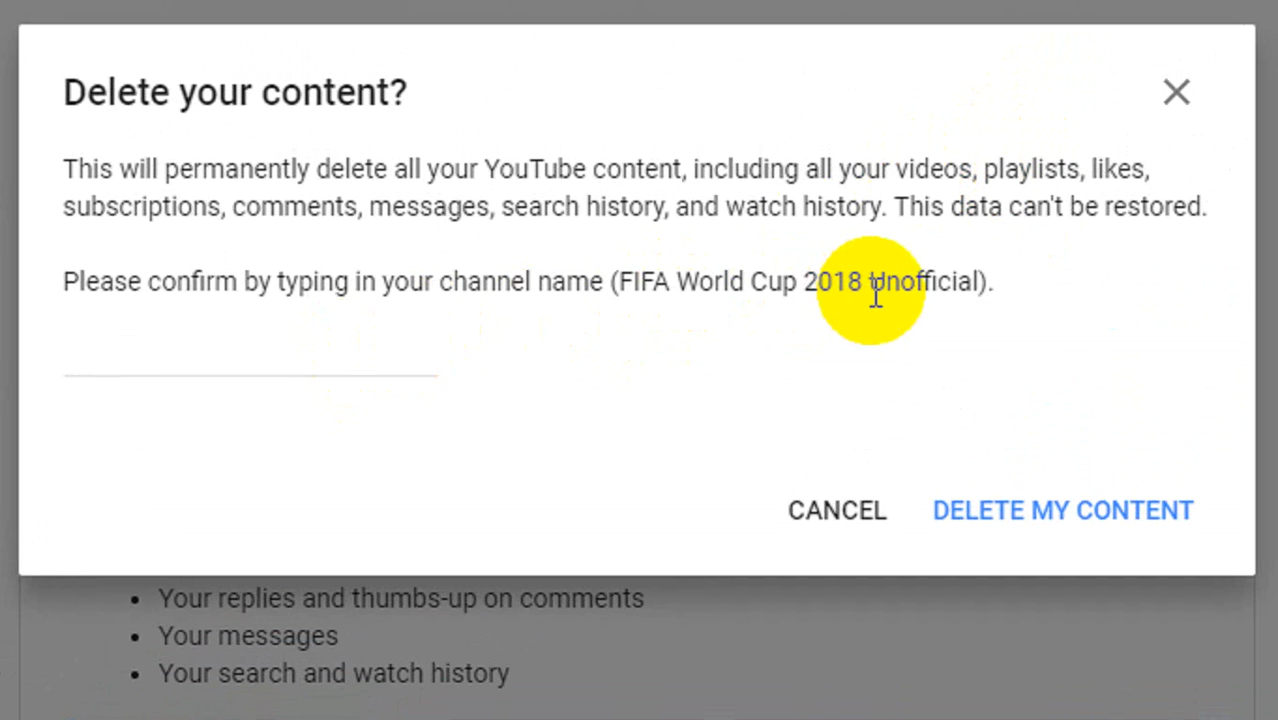 Delete your content?
This will permanently delete all your YouTube content, including all your videos, playlists, likes,
subscriptions, comments, messages, search history, and watch history. This data can't be restored.
Please confirm by typing in your channel name (FIFA World Cup 2018 Unofficial).
CANCEL DELETE MY CONTENT
• Your replies and thumbs-up on comments
• Your messages
• Your search and watch history